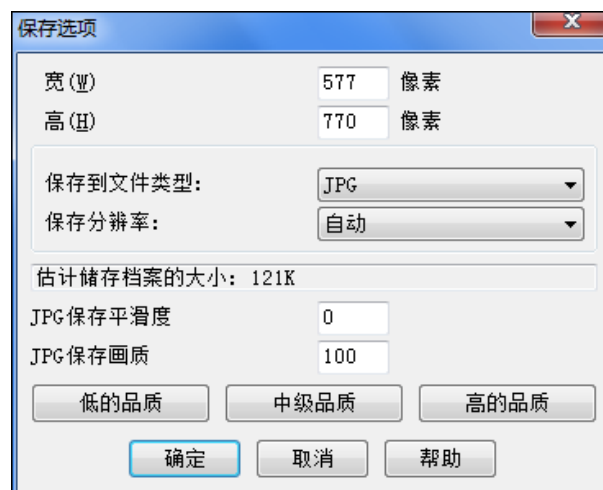 保存选项
宽(W) 577 像素
高(H) 770 像素
保存到文件类型: JPG
保存分辨率: 自动
估计储存档案的大小: 121K
JPG保存平滑度 0
JPG保存画质 100
低的品质 中级品质 高的品质
确定 取消 帮助